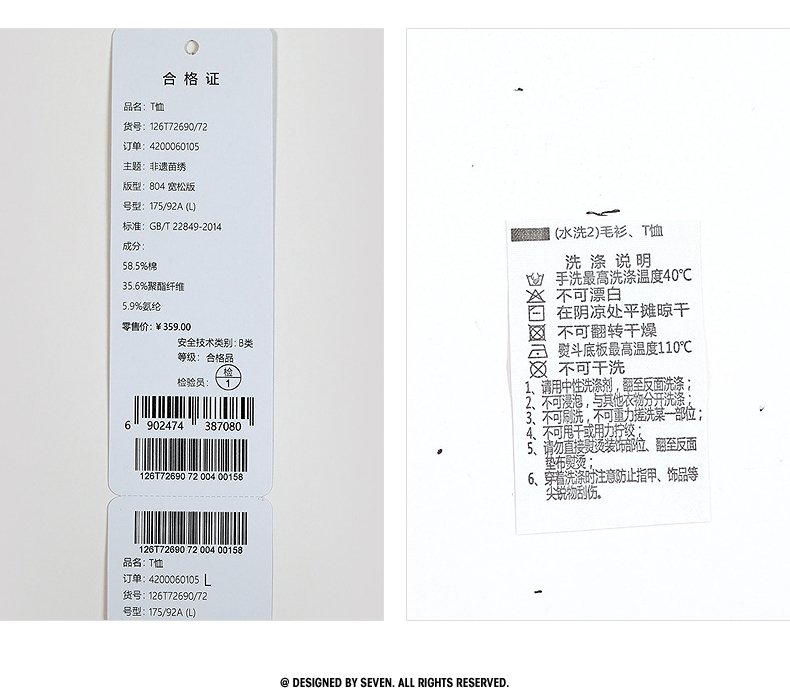 合格证
品名: T恤
货号: 126T72690/72
订单: 4200060105
主题: 非遗苗绣
版型: 804 宽松版
号型: 175/92A (L)
标准: GB/T 22849-2014
成分:
58.5%棉
35.6%聚酯纤维
5.9%氨纶
零售价: ¥359.00
安全技术类别: B类
等级: 合格品
检验员: 检 1
6 902474 387080
126T72690 72 004 00158
126T72690 72 004 00158
品名: T恤
订单: 4200060105 L
货号: 126T72690/72
号型: 175/92A (L)
(水洗2)毛衫、T恤
洗涤说明
手洗最高洗涤温度40℃
不可漂白
在阴凉处平摊晾干
不可翻转干燥
熨斗底板最高温度110℃
不可干洗
1、请用中性洗涤剂，翻至反面洗涤；
2、不可浸泡，与其他衣物分开洗涤；
3、不可刷洗，不可重力搓洗某一部位；
4、不可甩干或用力拧绞；
5、请勿直接熨烫装饰部位、翻至反面
垫布熨烫；
6、穿着洗涤时注意防止指甲、饰品等
尖锐物刮伤。
@ DESIGNED BY SEVEN. ALL RIGHTS RESERVED.